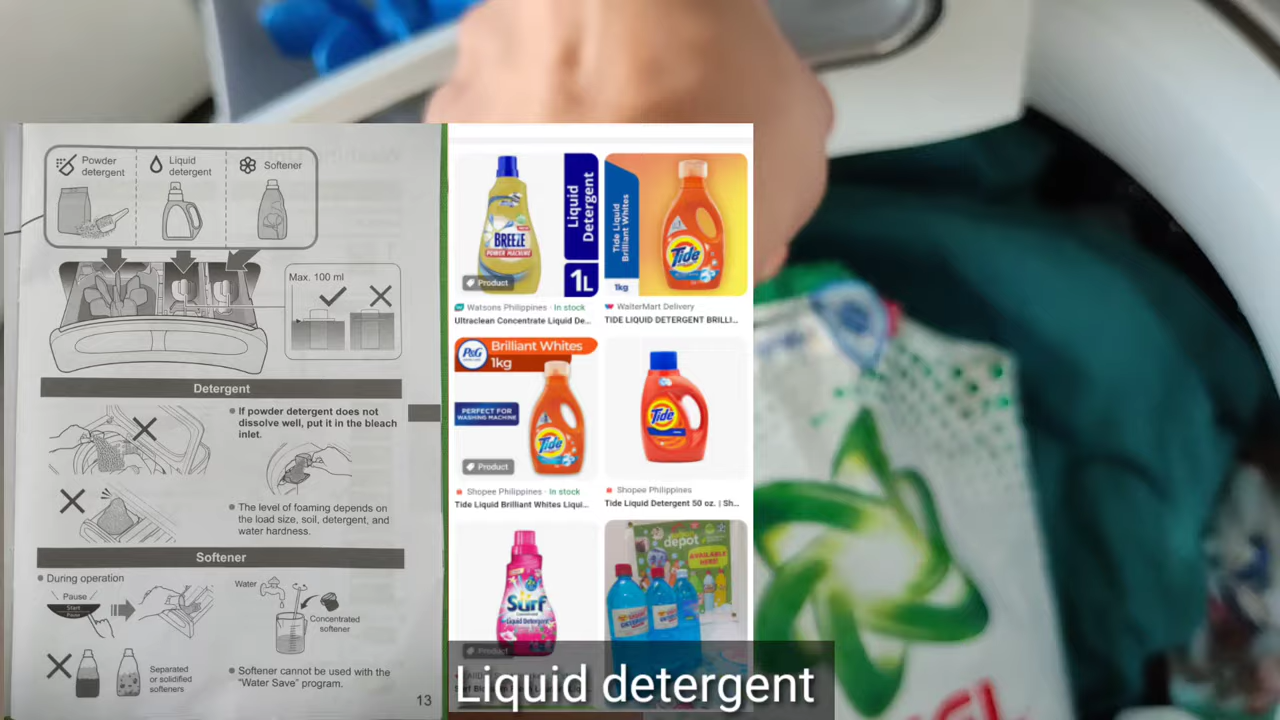 Powder
detergent
Liquid
detergent
Softener
Max. 100 ml
Detergent
● If powder detergent does not
dissolve well, put it in the bleach
inlet.
● The level of foaming depends on
the load size, soil, detergent, and
water hardness.
Softener
● During operation
Pause
Start
Water
Concentrated
softener
Separated
or solidified
softeners
● Softener cannot be used with the
"Water Save" program.
13
BREEZE
POWER MACHINE
Liquid
Detergent
1L
Product
Watsons Philippines · In stock
Ultraclean Concentrate Liquid De...
Tide Liquid
Brilliant Whites
1kg
Tide
WalterMart Delivery
TIDE LIQUID DETERGENT BRILLI...
P&G
Brilliant Whites
1kg
PERFECT FOR
WASHING MACHINE
Tide
Product
Shopee Philippines · In stock
Tide Liquid Brilliant Whites Liqui...
Tide
Shopee Philippines
Tide Liquid Detergent 50 oz. | Sh...
Surf
Liquid Detergent
Product
depot
AVAILABLE
HERE!
Liquid detergent